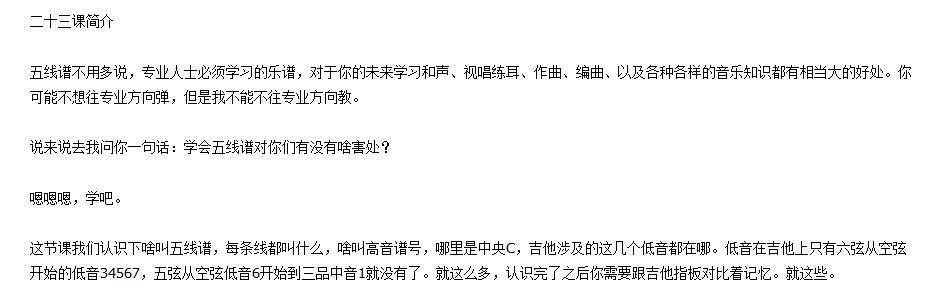 二十三课简介
五线谱不用多说，专业人士必须学习的乐谱，对于你的未来学习和声、视唱练耳、作曲、编曲、以及各种各样的音乐知识都有相当大的好处。你
可能不想往专业方向弹，但是我不能不往专业方向教。
说来说去我问你一句话：学会五线谱对你们有没有啥害处？
嗯嗯嗯，学吧。
这节课我们认识下啥叫五线谱，每条线都叫什么，啥叫高音谱号，哪里是中央C，吉他涉及的这几个低音都在哪。低音在吉他上只有六弦从空弦
开始的低音34567，五弦从空弦低音6开始到三品中音1就没有了。就这么多，认识完了之后你需要跟吉他指板对比着记忆。就这些。